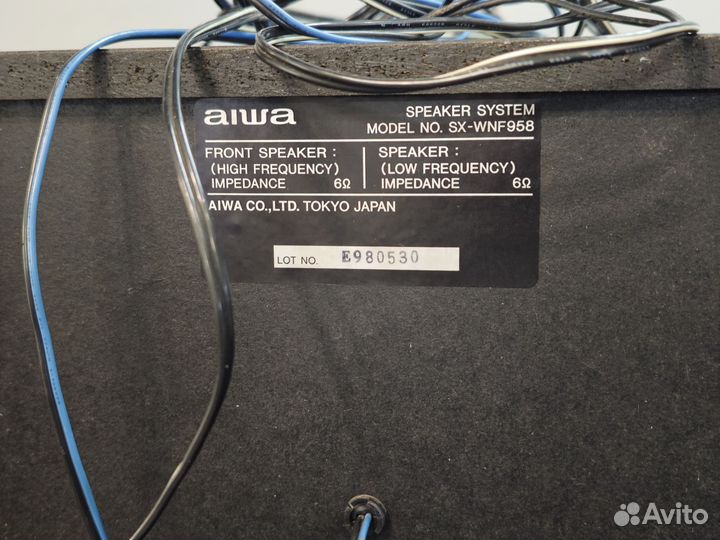 aiwa
SPEAKER SYSTEM
MODEL NO. SX-WNF958
FRONT SPEAKER :
(HIGH FREQUENCY)
IMPEDANCE 6Ω
SPEAKER :
(LOW FREQUENCY)
IMPEDANCE 6Ω
AIWA CO.,LTD. TOKYO JAPAN
LOT NO. E980530
Avito